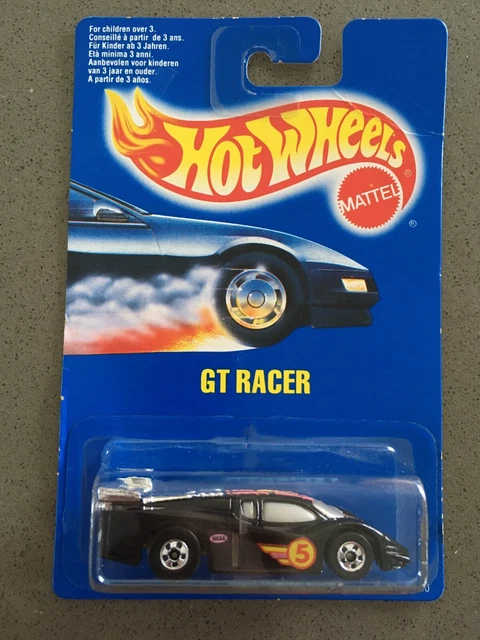 For children over 3.
Conseillé à partir de 3 ans.
Für Kinder ab 3 Jahren.
Età minima 3 anni.
Aanbevolen voor kinderen
van 3 jaar en ouder.
A partir de 3 años.
Hot Wheels®
MATTEL
®
GT RACER
5